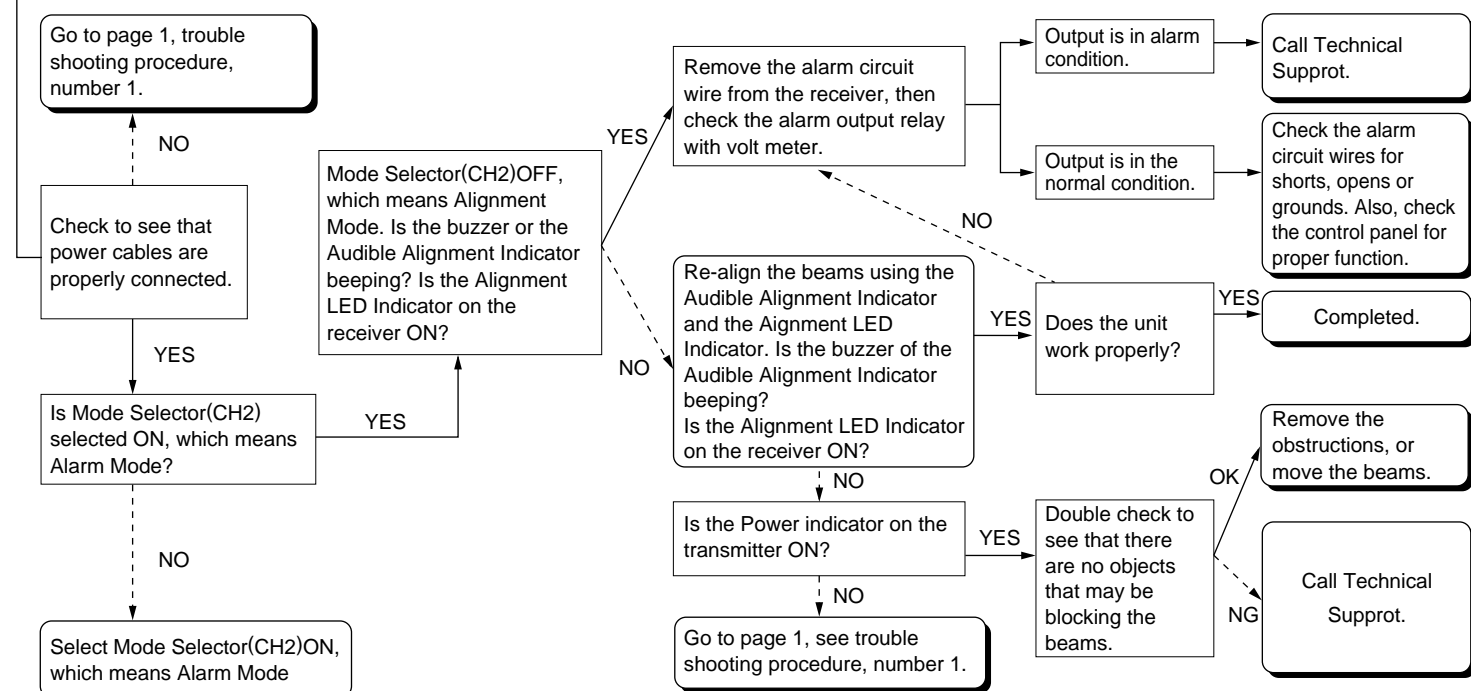 Go to page 1, trouble
shooting procedure,
number 1.
NO
Check to see that
power cables are
properly connected.
YES
Is Mode Selector(CH2)
selected ON, which means
Alarm Mode?
YES
NO
Select Mode Selector(CH2)ON,
which means Alarm Mode
Mode Selector(CH2)OFF,
which means Alignment
Mode. Is the buzzer or the
Audible Alignment Indicator
beeping? Is the Alignment
LED Indicator on the
receiver ON?
YES
NO
Remove the alarm circuit
wire from the receiver, then
check the alarm output relay
with volt meter.
Output is in alarm
condition.
Call Technical
Supprot.
Output is in the
normal condition.
Check the alarm
circuit wires for
shorts, opens or
grounds. Also, check
the control panel for
proper function.
NO
Re-align the beams using the
Audible Alignment Indicator
and the Aignment LED
Indicator. Is the buzzer of the
Audible Alignment Indicator
beeping?
Is the Alignment LED Indicator
on the receiver ON?
YES
Does the unit
work properly?
YES
Completed.
NO
Is the Power indicator on the
transmitter ON?
YES
Double check to
see that there
are no objects
that may be
blocking the
beams.
OK
Remove the
obstructions, or
move the beams.
NG
Call Technical
Supprot.
NO
Go to page 1, see trouble
shooting procedure, number 1.